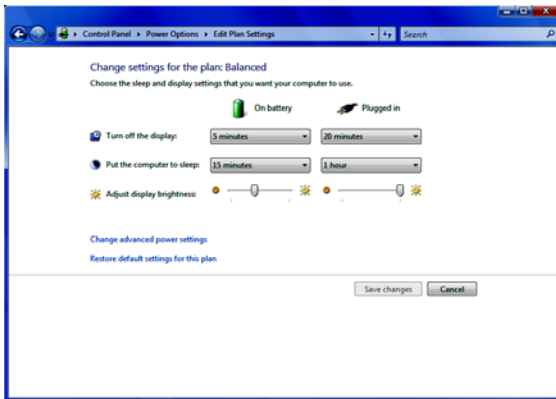 Control Panel ▸ Power Options ▸ Edit Plan Settings
Search
Change settings for the plan: Balanced
Choose the sleep and display settings that you want your computer to use.
On battery Plugged in
Turn off the display: 5 minutes 20 minutes
Put the computer to sleep: 15 minutes 1 hour
Adjust display brightness:
Change advanced power settings
Restore default settings for this plan
Save changes Cancel